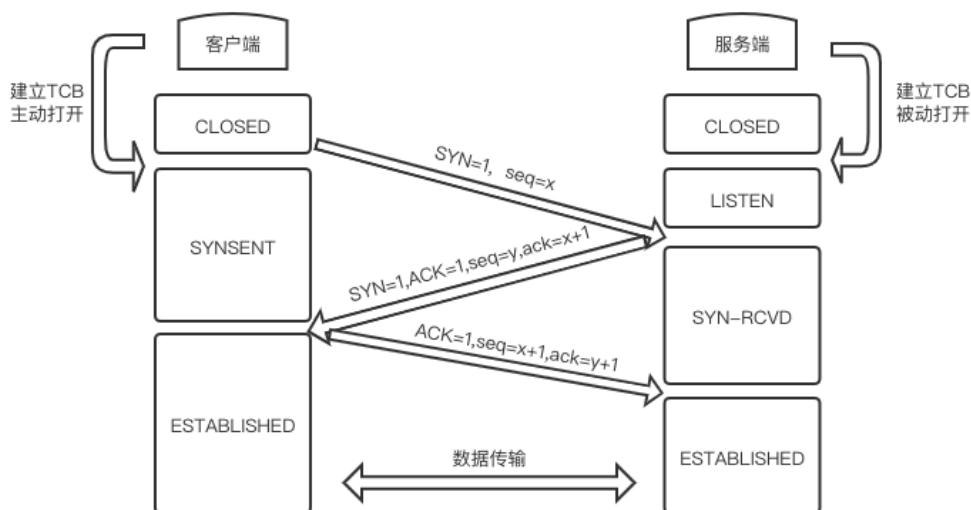 客户端
服务端
建立TCB
主动打开
建立TCB
被动打开
CLOSED
CLOSED
SYN=1, seq=x
LISTEN
SYNSENT
SYN=1,ACK=1,seq=y,ack=x+1
SYN-RCVD
ACK=1,seq=x+1,ack=y+1
ESTABLISHED
数据传输
ESTABLISHED